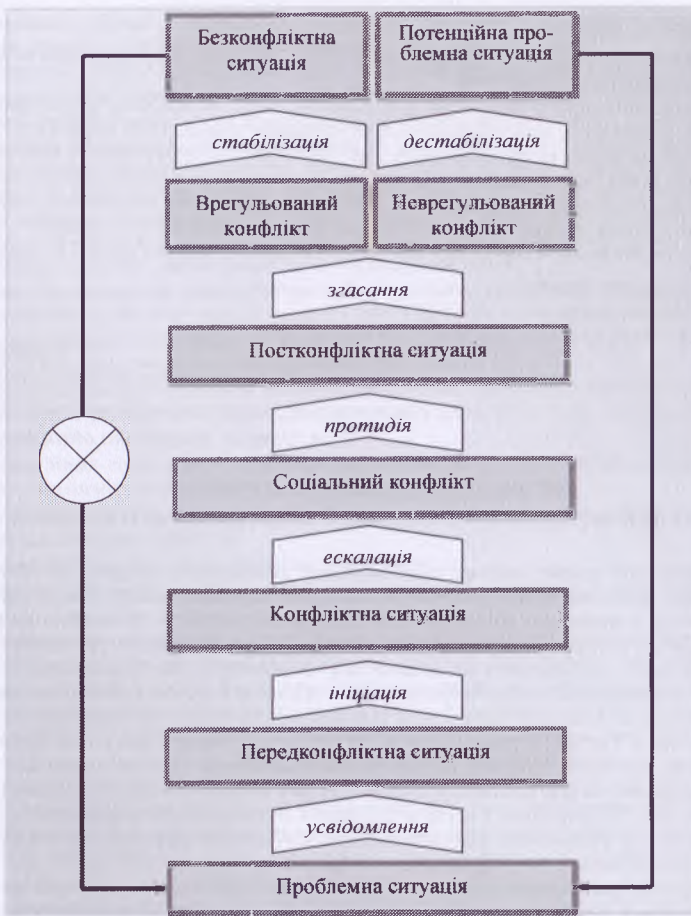 Безконфліктна
ситуація
Потенційна про-
блемна ситуація
стабілізація
дестабілізація
Врегульований
конфлікт
Неврегульований
конфлікт
згасання
Постконфліктна ситуація
протидія
Соціальний конфлікт
ескалація
Конфліктна ситуація
ініціація
Передконфліктна ситуація
усвідомлення
Проблемна ситуація